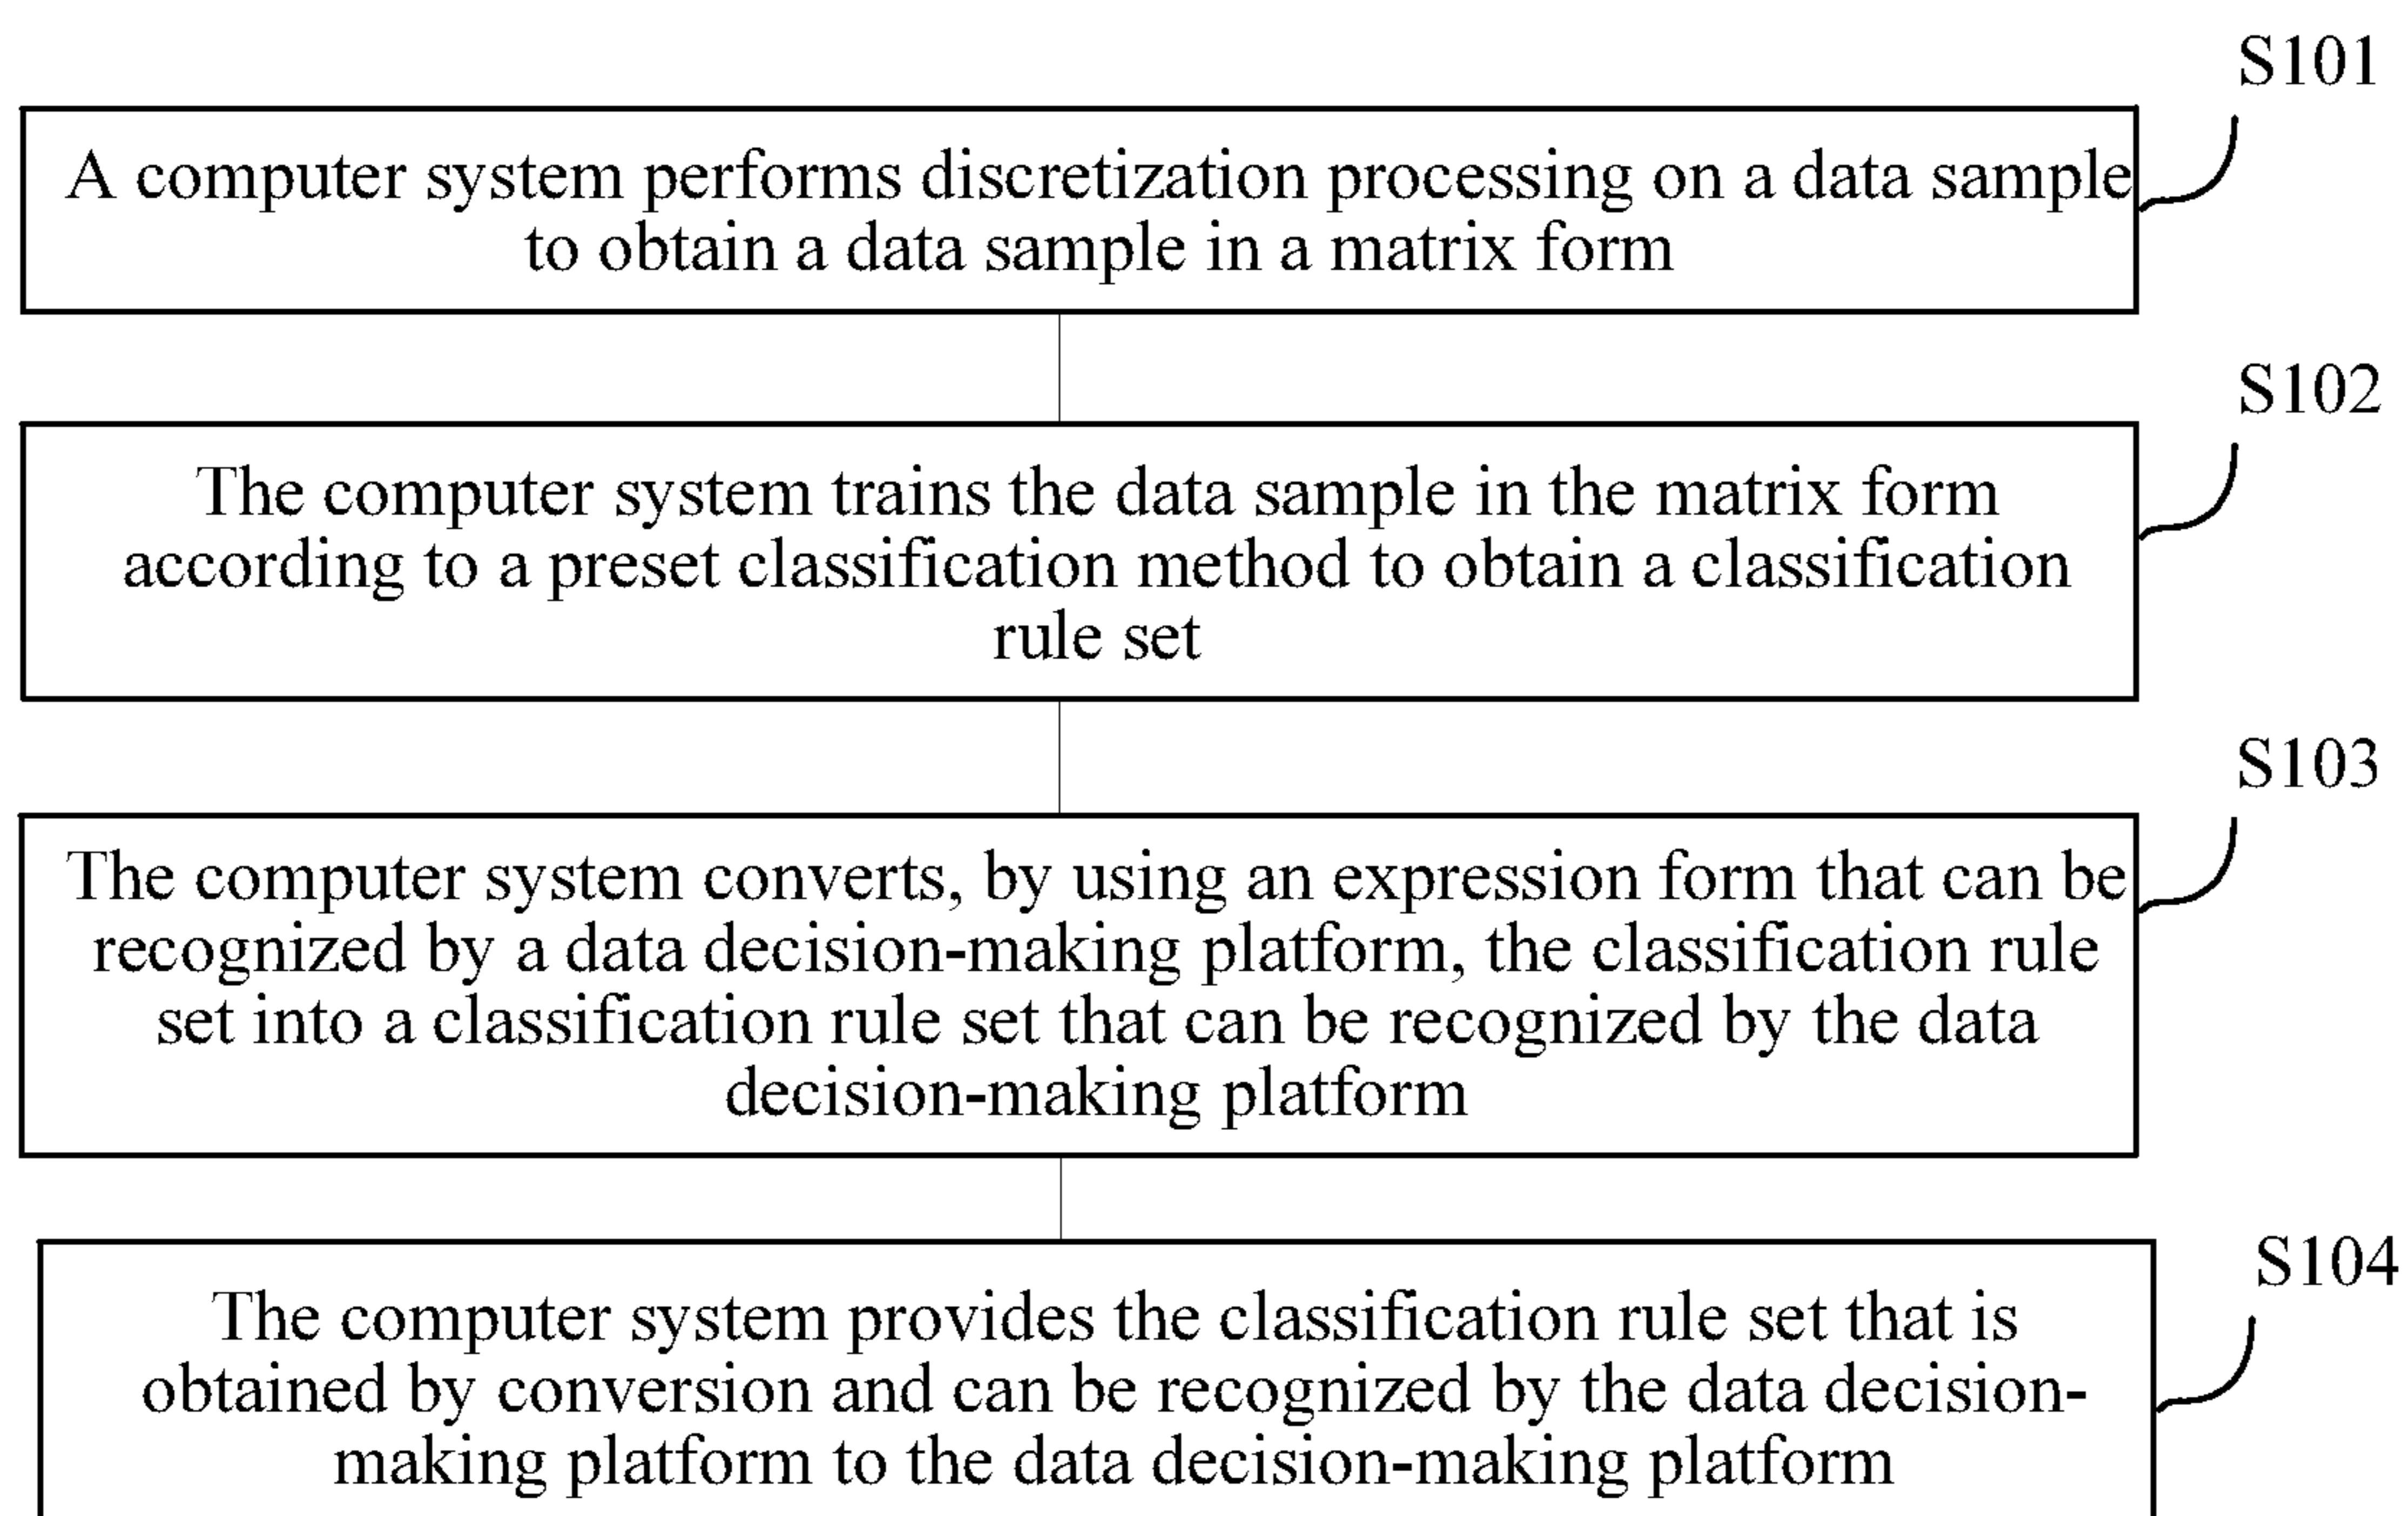 S101
A computer system performs discretization processing on a data sample
to obtain a data sample in a matrix form
S102
The computer system trains the data sample in the matrix form
according to a preset classification method to obtain a classification
rule set
S103
The computer system converts, by using an expression form that can be
recognized by a data decision-making platform, the classification rule
set into a classification rule set that can be recognized by the data
decision-making platform
S104
The computer system provides the classification rule set that is
obtained by conversion and can be recognized by the data decision-
making platform to the data decision-making platform